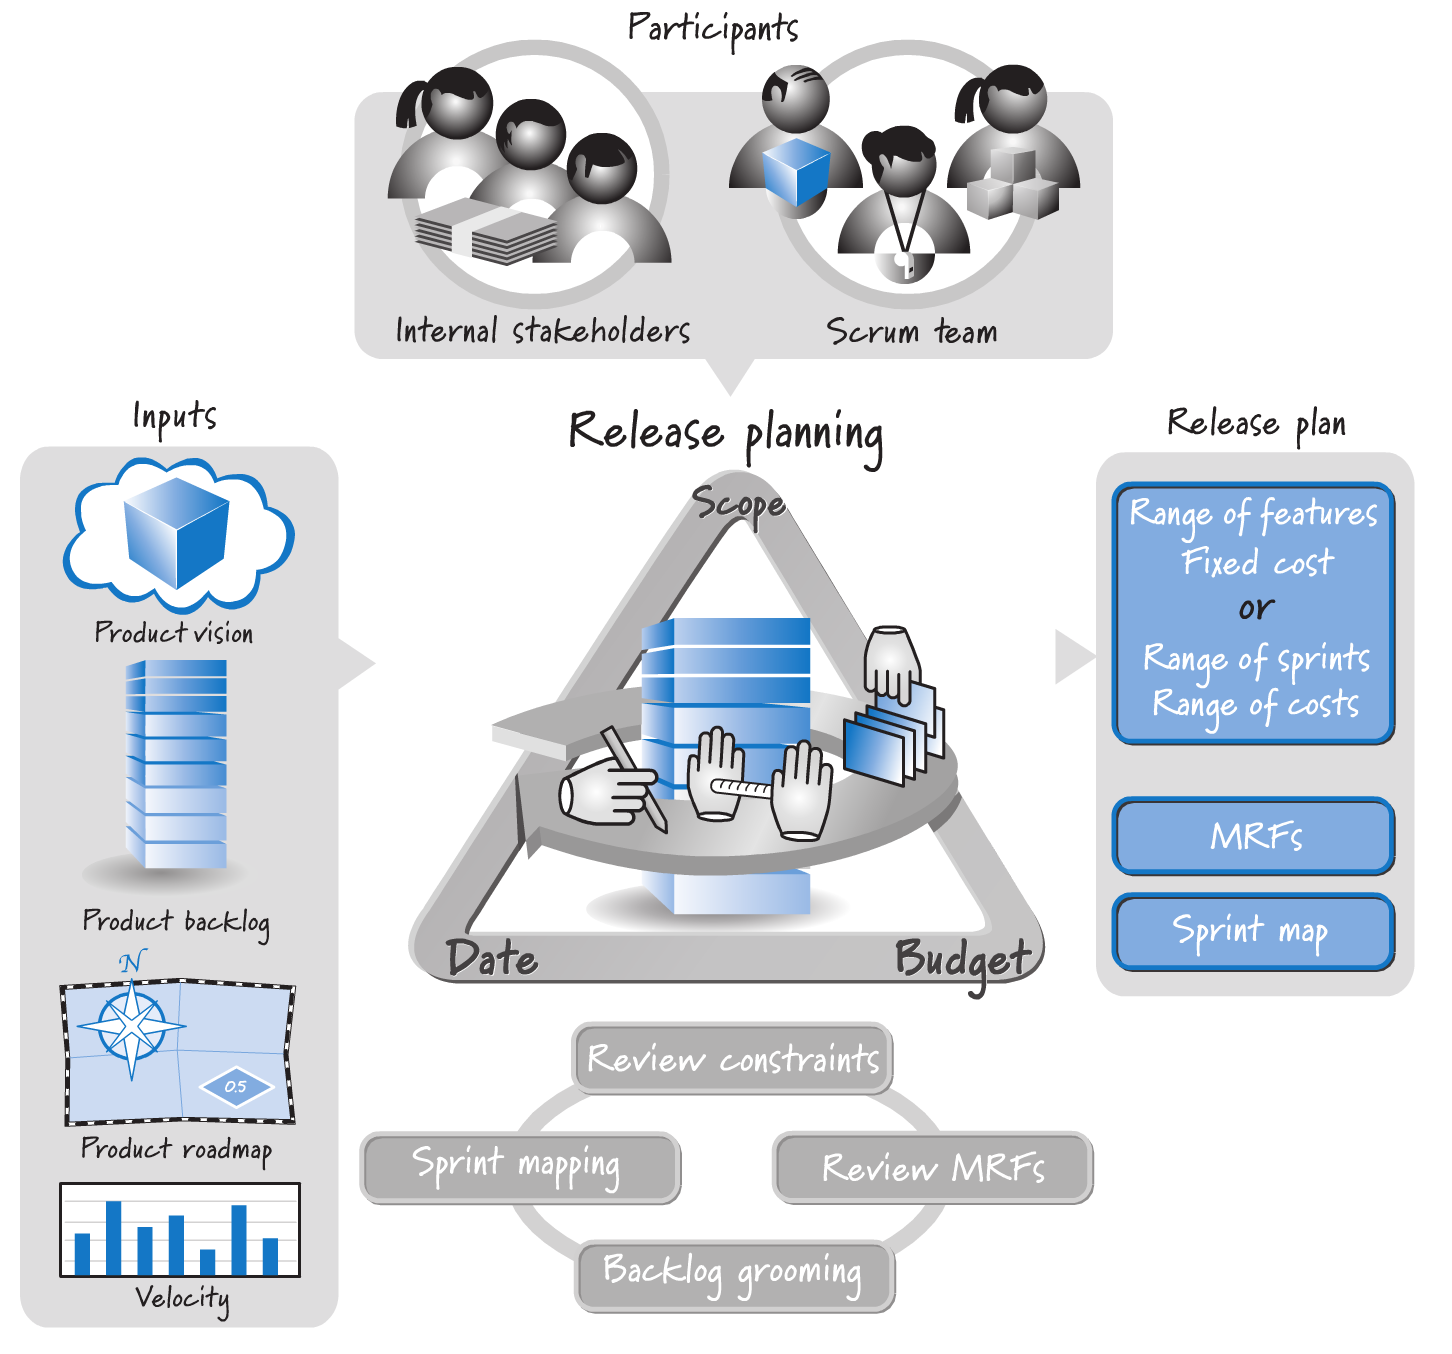 Participants
Internal stakeholders
Scrum team
Inputs
Product vision
Product backlog
N
0.5
Product roadmap
Velocity
Release planning
Scope
Date
Budget
Review constraints
Sprint mapping
Review MRFs
Backlog grooming
Release plan
Range of features
Fixed cost
or
Range of sprints
Range of costs
MRFs
Sprint map